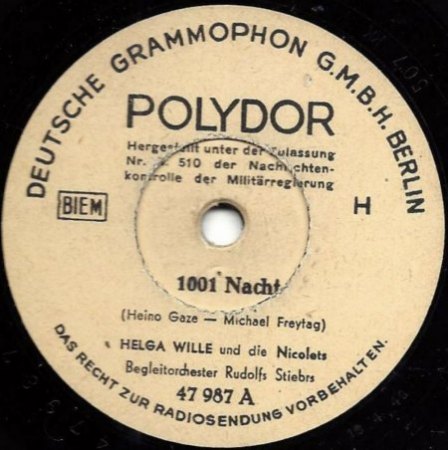 DEUTSCHE GRAMMOPHON G.M.B.H. BERLIN
POLYDOR
Hergestellt unter der Zulassung
Nr. 510 der Nachrichten-
kontrolle der Militärregierung
BIEM
H
1001 Nacht
(Heino Gaze — Michael Freytag)
HELGA WILLE und die Nicolets
Begleitorchester Rudolfs Stiebrs
47 987 A
DAS RECHT ZUR RADIOSENDUNG VORBEHALTEN.